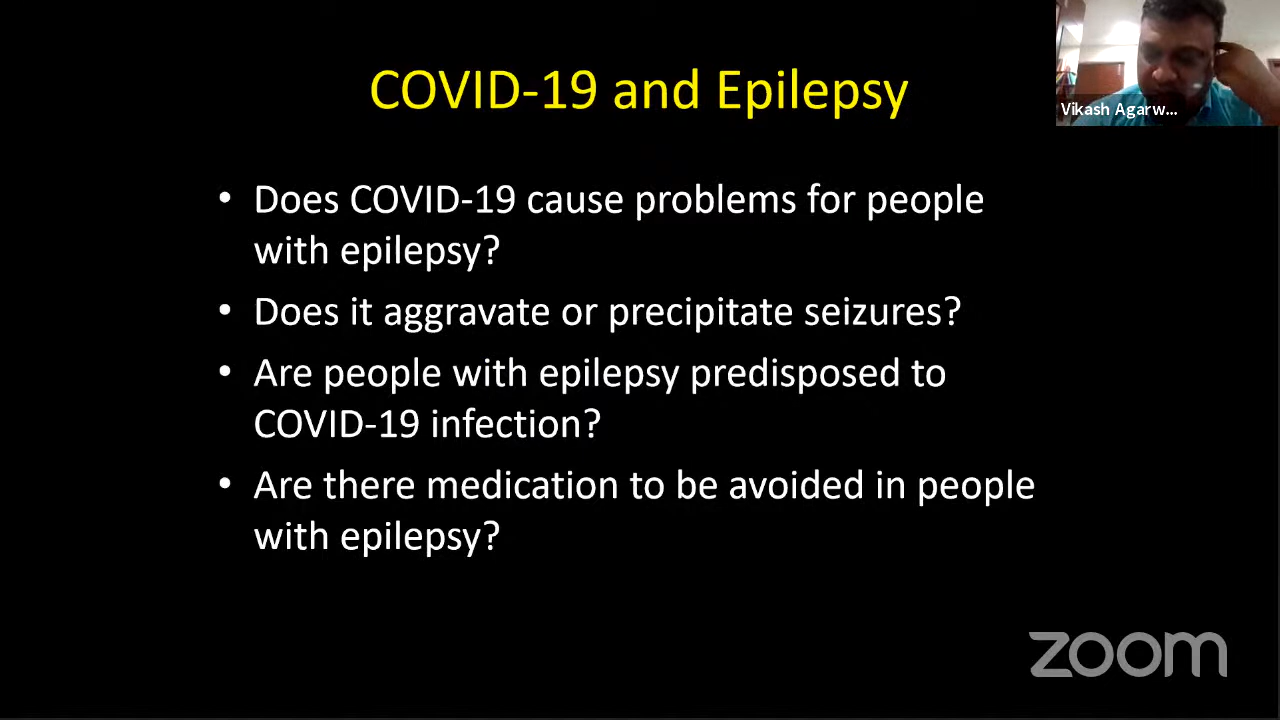 COVID-19 and Epilepsy
Vikash Agarw...
• Does COVID-19 cause problems for people
with epilepsy?
• Does it aggravate or precipitate seizures?
• Are people with epilepsy predisposed to
COVID-19 infection?
• Are there medication to be avoided in people
with epilepsy?
zoom